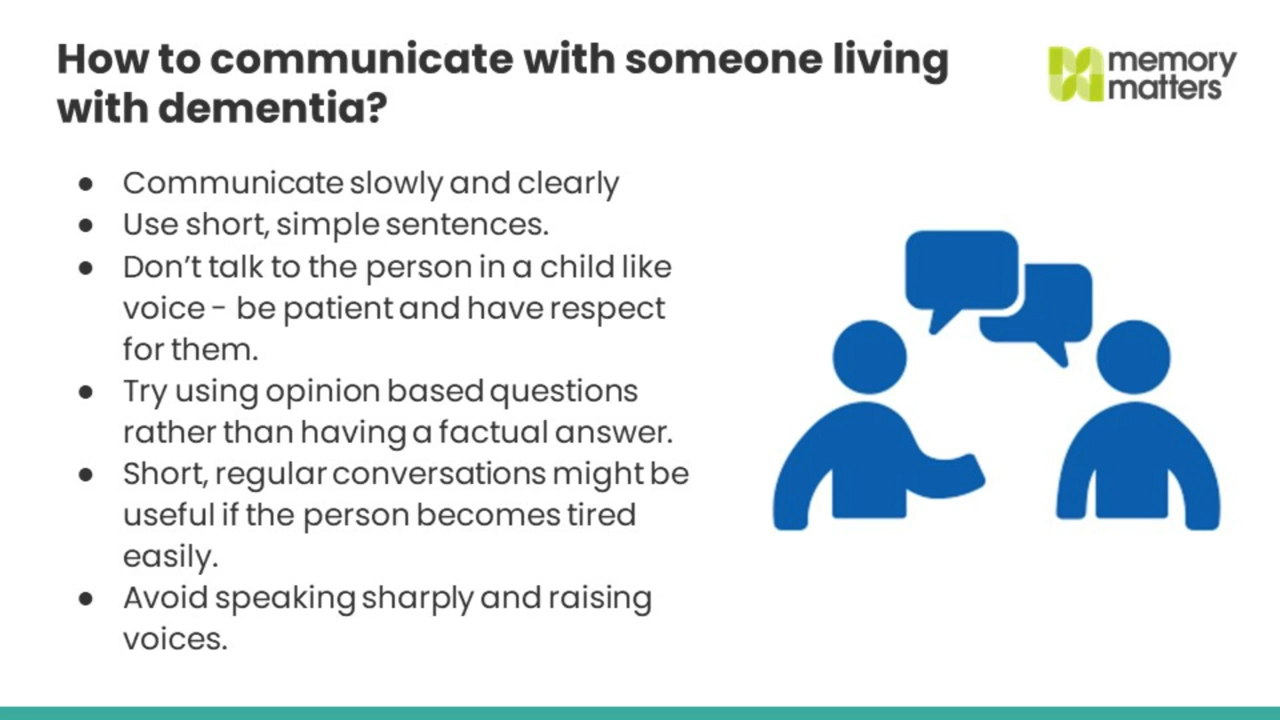 How to communicate with someone living
with dementia?
memory
matters
● Communicate slowly and clearly
● Use short, simple sentences.
● Don’t talk to the person in a child like
voice - be patient and have respect
for them.
● Try using opinion based questions
rather than having a factual answer.
● Short, regular conversations might be
useful if the person becomes tired
easily.
● Avoid speaking sharply and raising
voices.